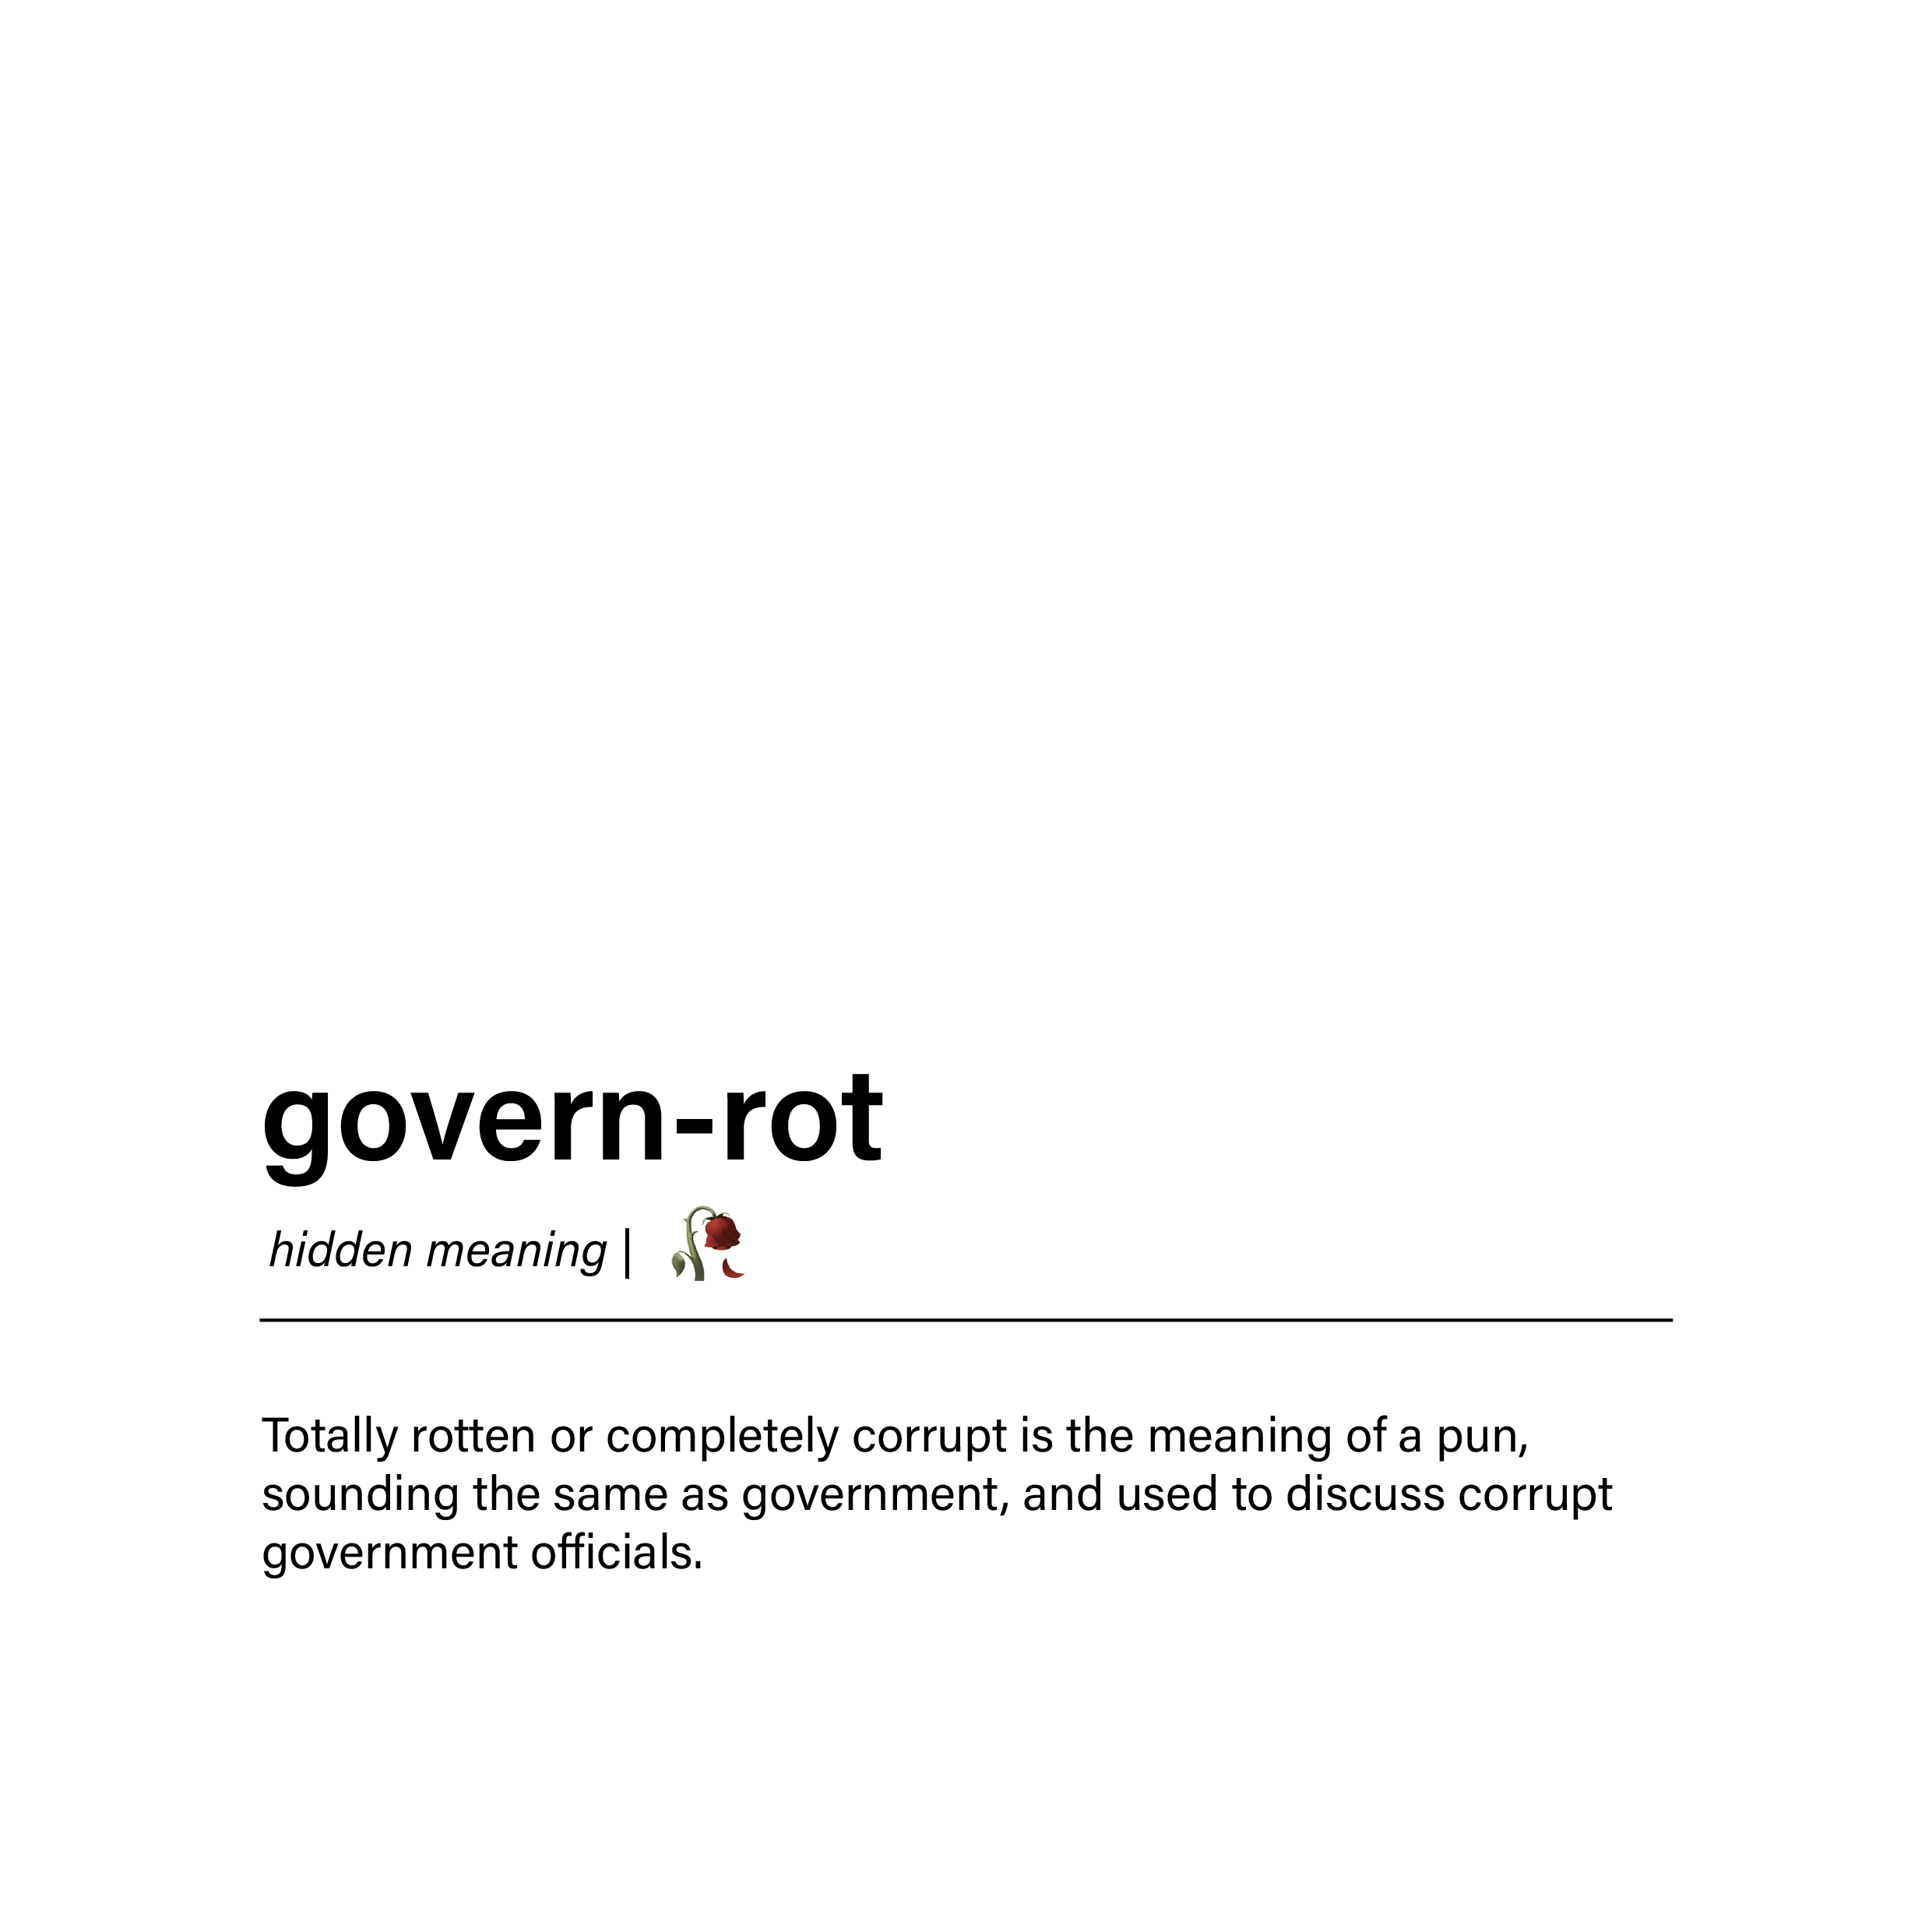 govern-rot
hidden meaning | 🥀
Totally rotten or completely corrupt is the meaning of a pun,
sounding the same as government, and used to discuss corrupt
government officials.